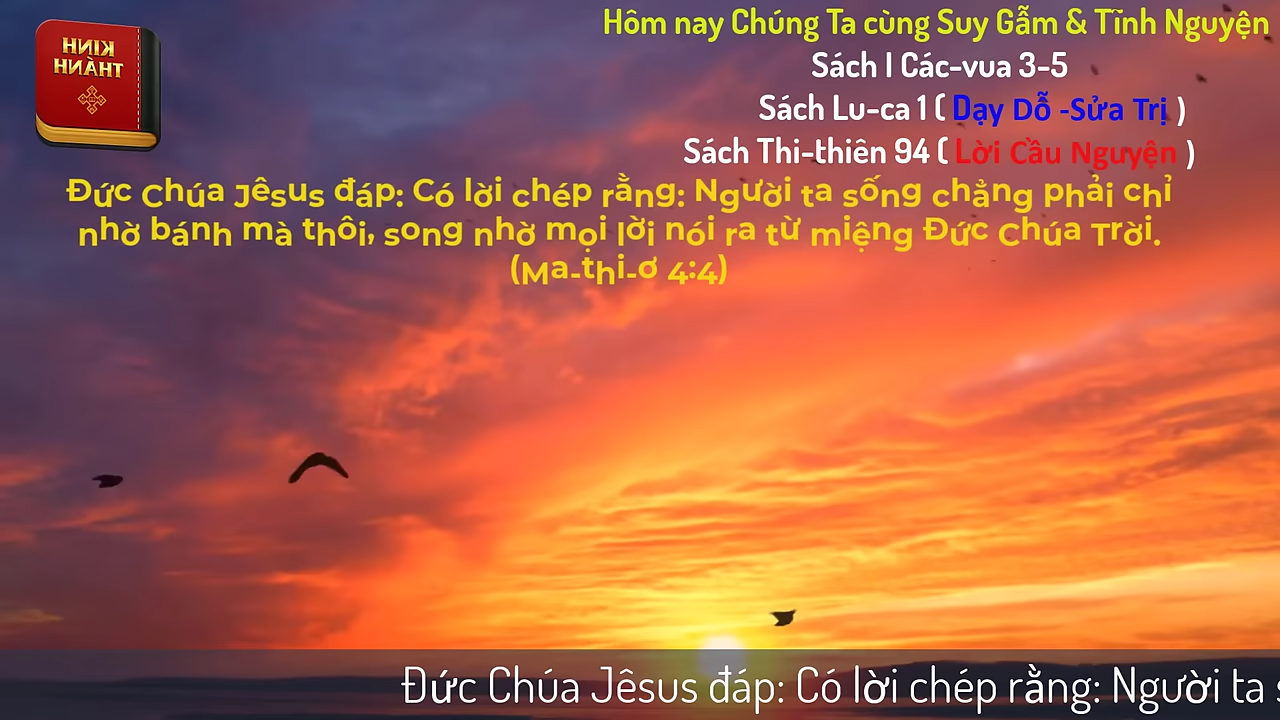 KINH
THÀNH
Hôm nay Chúng Ta cùng Suy Gẫm & Tĩnh Nguyện
Sách I Các-vua 3-5
Sách Lu-ca 1 ( Dạy Dỗ -Sửa Trị )
Sách Thi-thiên 94 ( Lời Cầu Nguyện )
Đức Chúa Jêsus đáp: Có lời chép rằng: Người ta sống chẳng phải chỉ
nhờ bánh mà thôi, song nhờ mọi lời nói ra từ miệng Đức Chúa Trời.
(Ma-thi-ơ 4:4)
Đức Chúa Jêsus đáp: Có lời chép rằng: Người ta